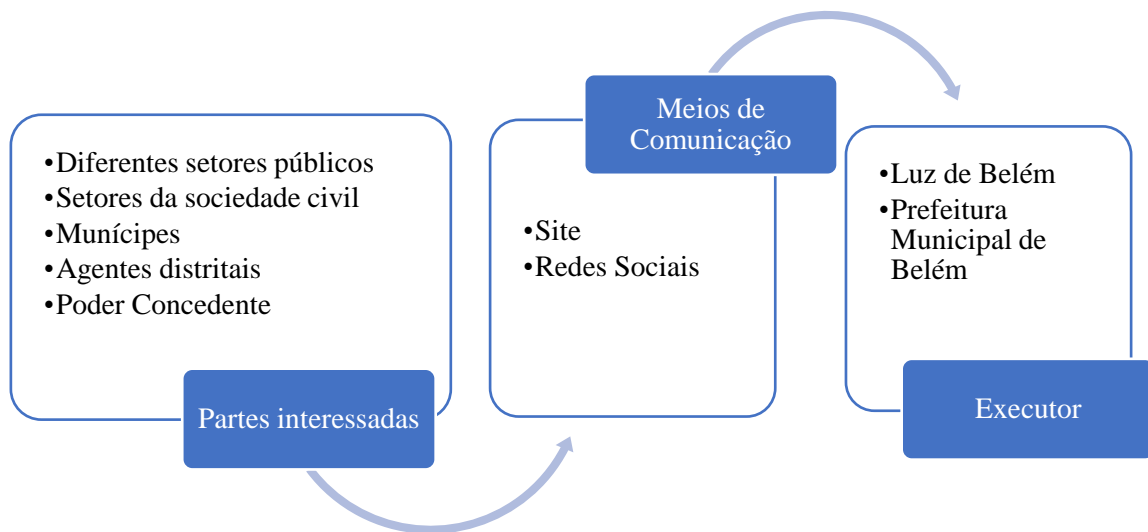 •Diferentes setores públicos
•Setores da sociedade civil
•Munícipes
•Agentes distritais
•Poder Concedente
Partes interessadas
Meios de
Comunicação
•Site
•Redes Sociais
•Luz de Belém
•Prefeitura
Municipal de
Belém
Executor